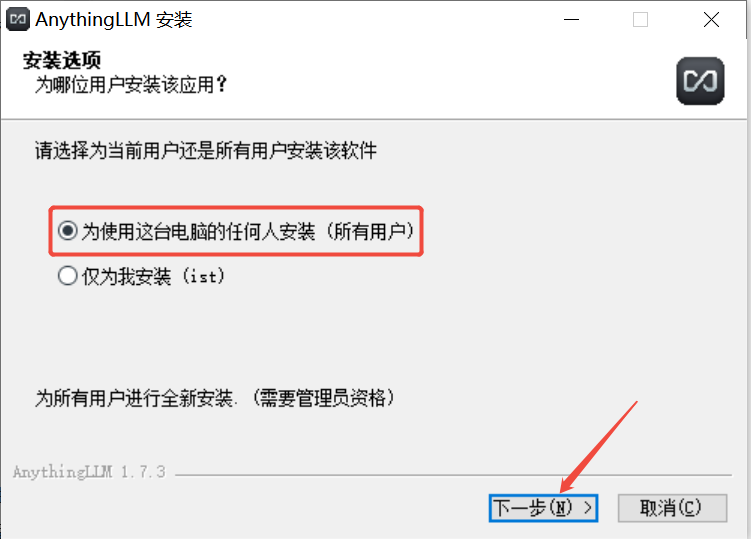 AnythingLLM 安装
安装选项
为哪位用户安装该应用？
请选择为当前用户还是所有用户安装该软件
为使用这台电脑的任何人安装（所有用户）
仅为我安装（ist）
为所有用户进行全新安装.（需要管理员资格）
AnythingLLM 1.7.3
下一步(N) >
取消(C)